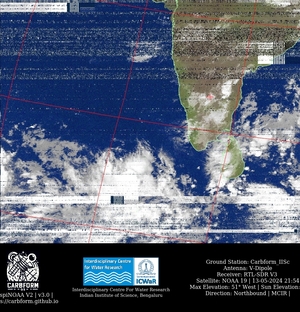 Ground Station: Carbform_IISc
Antenna: V-Dipole
Receiver: RTL-SDR V3
Satellite: NOAA 19 | 13-05-2024 21:54
Max Elevation: 51° West | Sun Elevation:
Direction: Northbound | MCIR |
Interdisciplinary Centre
for Water Research
ICWaR
Interdisciplinary Centre For Water Research
Indian Institute of Science, Bengaluru
CARBFORM
spiNOAA V2 | v3.0 |
s://carbform.github.io